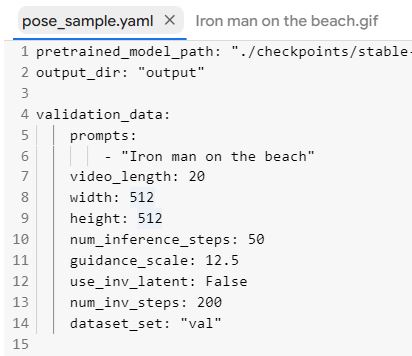 pose_sample.yaml × Iron man on the beach.gif
1 pretrained_model_path: "./checkpoints/stable-
2 output_dir: "output"
3
4 validation_data:
5     prompts:
6         - "Iron man on the beach"
7     video_length: 20
8     width: 512
9     height: 512
10     num_inference_steps: 50
11     guidance_scale: 12.5
12     use_inv_latent: False
13     num_inv_steps: 200
14     dataset_set: "val"
15